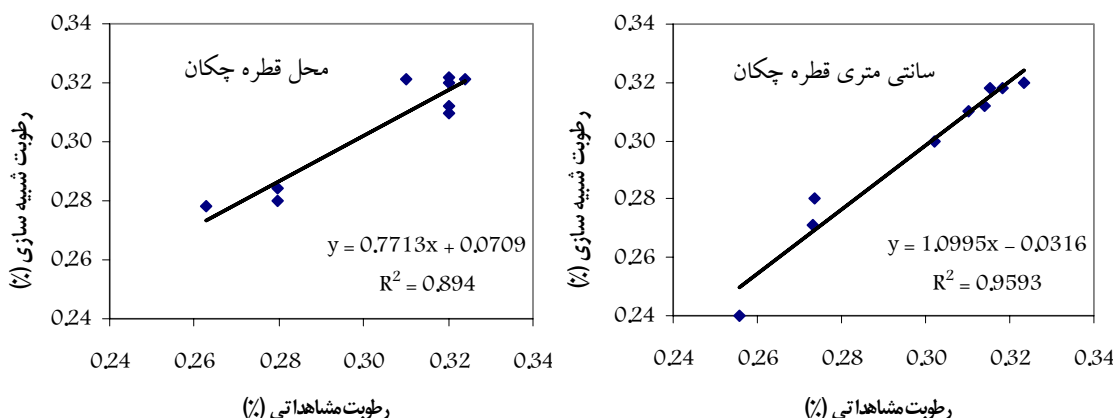 محل قطره چکان
رطوبت شبیه سازی (%)
0.34
0.32
0.30
0.28
0.26
0.24
y = 0.7713x + 0.0709
R² = 0.894
0.24 0.26 0.28 0.30 0.32 0.34
رطوبت مشاهداتی (%)
سانتی متری قطره چکان
رطوبت شبیه سازی (%)
0.34
0.32
0.30
0.28
0.26
0.24
y = 1.0995x – 0.0316
R² = 0.9593
0.24 0.26 0.28 0.30 0.32 0.34
رطوبت مشاهداتی (%)